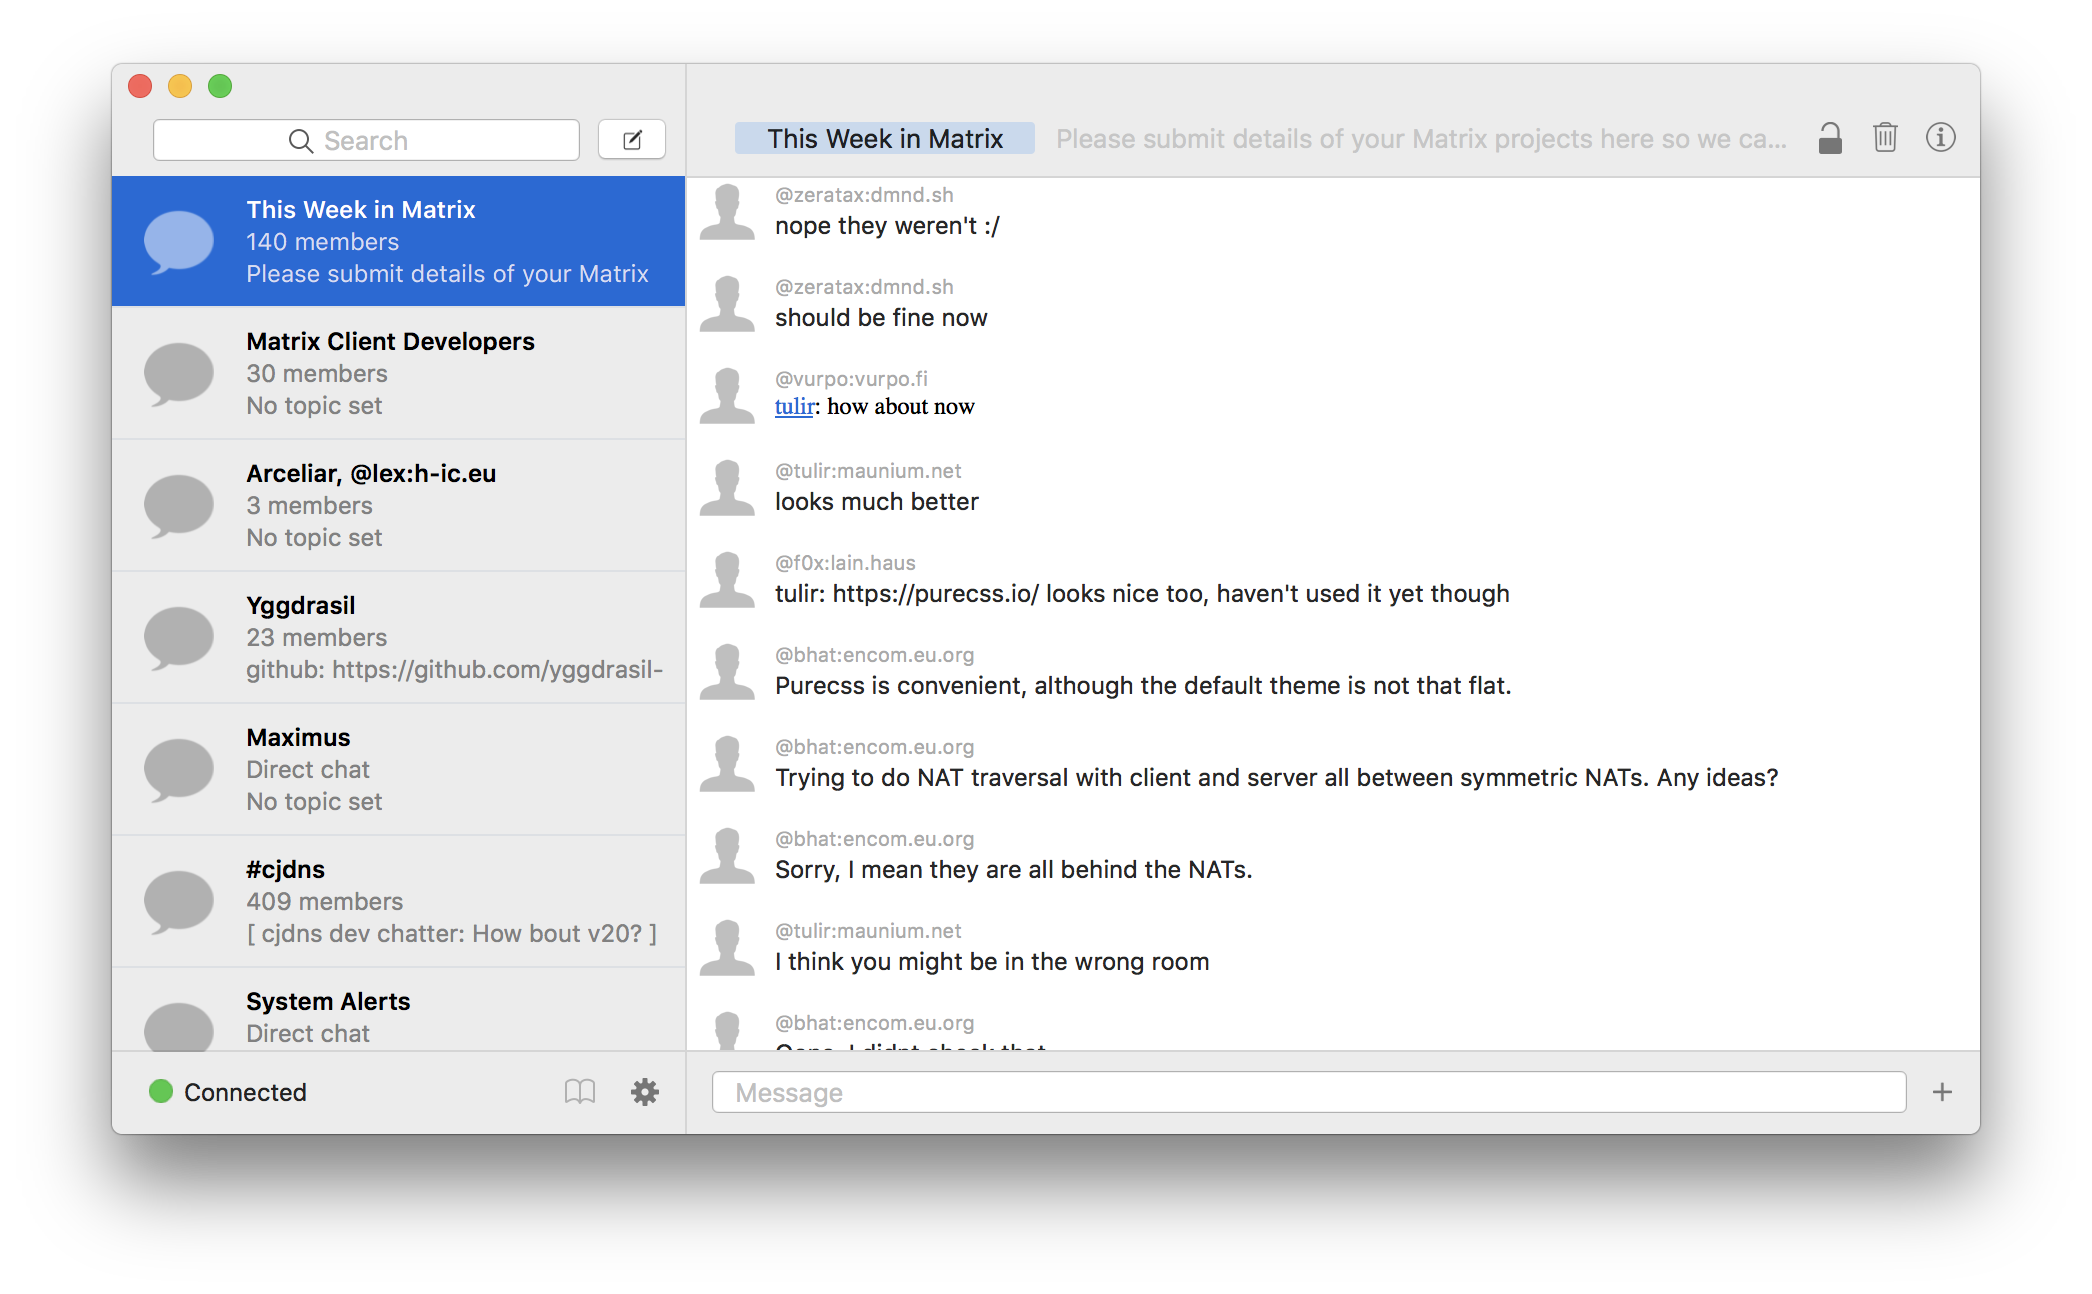 Search
This Week in Matrix
140 members
Please submit details of your Matrix
Matrix Client Developers
30 members
No topic set
Arceliar, @lex:h-ic.eu
3 members
No topic set
Yggdrasil
23 members
github: https://github.com/yggdrasil-
Maximus
Direct chat
No topic set
#cjdns
409 members
[ cjdns dev chatter: How bout v20? ]
System Alerts
Direct chat
Connected
This Week in Matrix Please submit details of your Matrix projects here so we ca...
@zeratax:dmnd.sh
nope they weren't :/
@zeratax:dmnd.sh
should be fine now
@vurpo:vurpo.fi
tulir: how about now
@tulir:maunium.net
looks much better
@f0x:lain.haus
tulir: https://purecss.io/ looks nice too, haven't used it yet though
@bhat:encom.eu.org
Purecss is convenient, although the default theme is not that flat.
@bhat:encom.eu.org
Trying to do NAT traversal with client and server all between symmetric NATs. Any ideas?
@bhat:encom.eu.org
Sorry, I mean they are all behind the NATs.
@tulir:maunium.net
I think you might be in the wrong room
@bhat:encom.eu.org
I didnt check that
Message